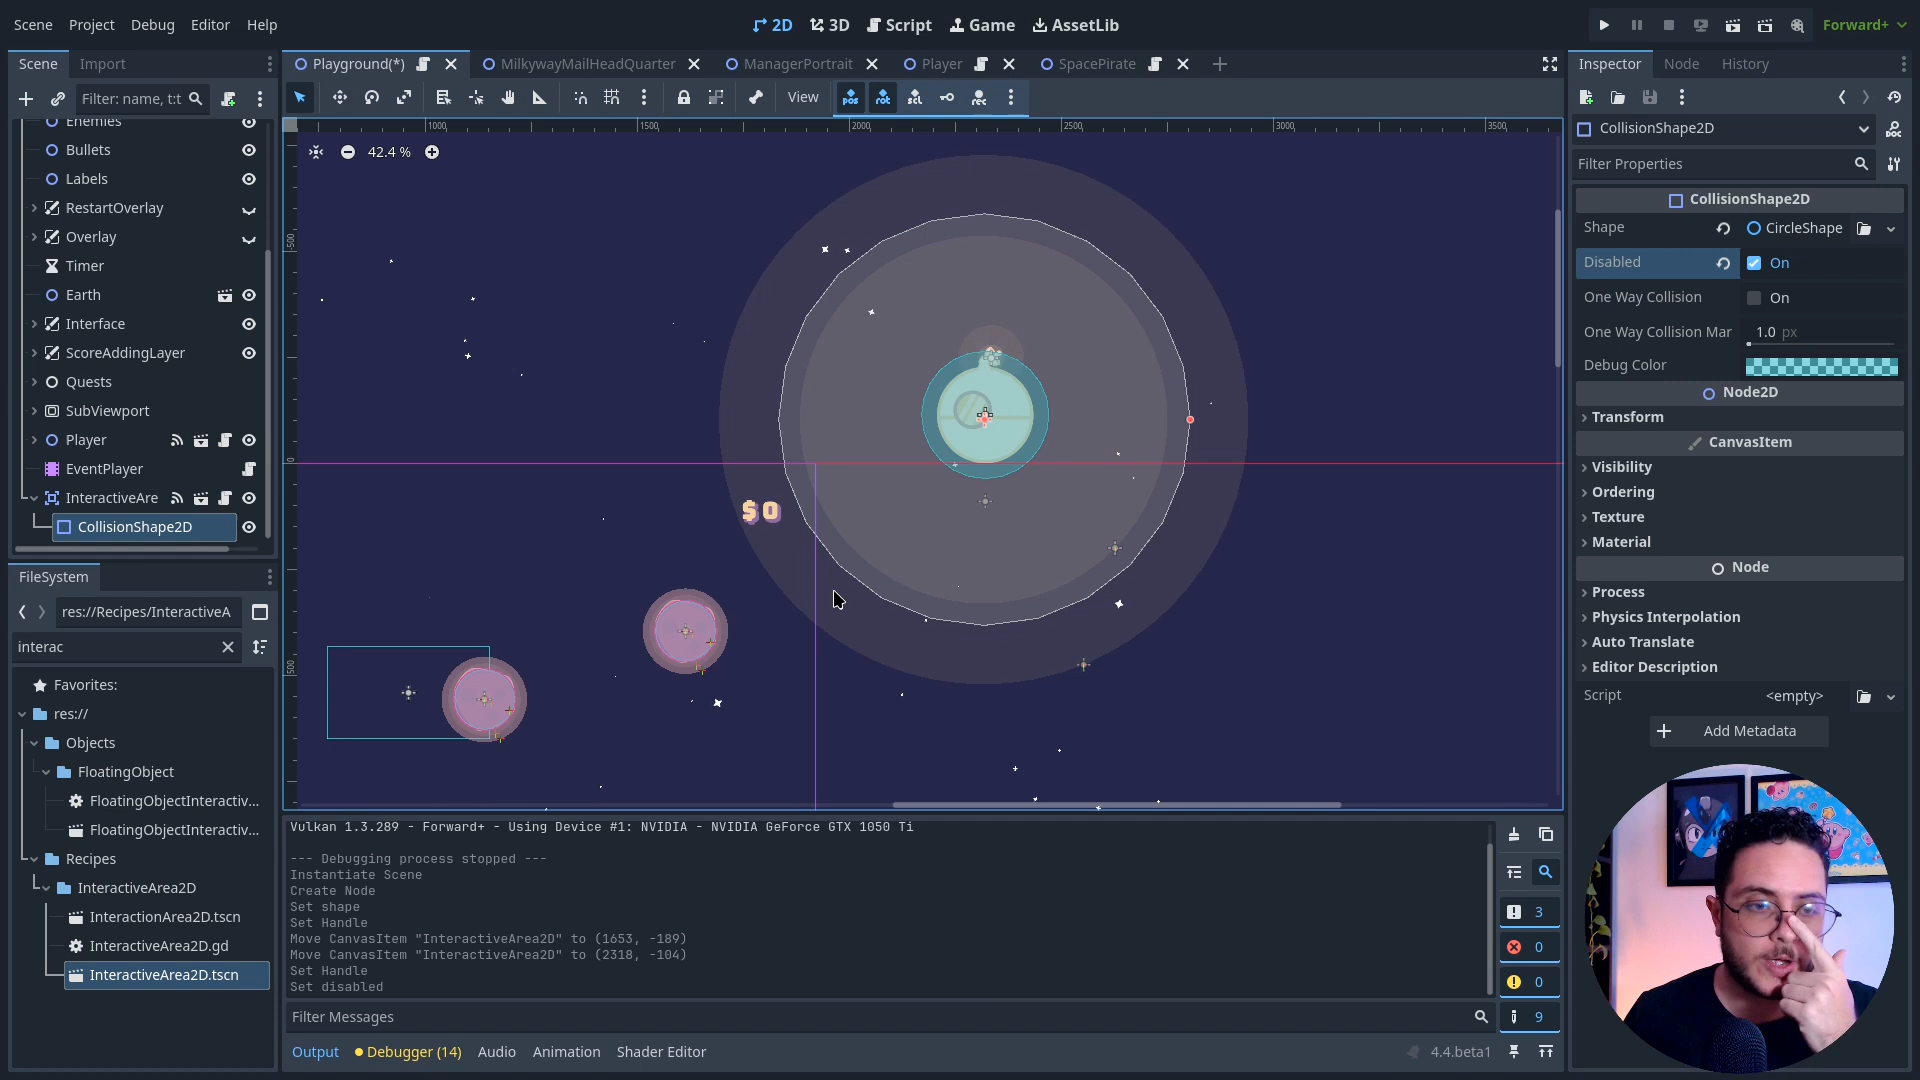 Scene Project Debug Editor Help
2D 3D Script Game AssetLib
Forward+
Scene Import
Playground(*) MilkywayMailHeadQuarter ManagerPortrait Player SpacePirate
Inspector Node History
Filter: name, t:t
View
pos rot scl rec
1000 1500 2000 2500 3000 3500
42.4 %
CollisionShape2D
DOC
Filter Properties
Enemies
Bullets
Labels
RestartOverlay
Overlay
Timer
Earth
Interface
ScoreAddingLayer
Quests
SubViewport
Player
EventPlayer
InteractiveAre
CollisionShape2D
-500
0
500
$0
CollisionShape2D
Shape CircleShape
Disabled On
One Way Collision On
One Way Collision Mar 1.0 px
Debug Color
Node2D
Transform
CanvasItem
Visibility
Ordering
Texture
Material
Node
Process
Physics Interpolation
Auto Translate
Editor Description
Script <empty>
Add Metadata
FileSystem
res://Recipes/InteractiveA
interac
Favorites:
res://
Objects
FloatingObject
FloatingObjectInteractiv...
FloatingObjectInteractiv...
Recipes
InteractiveArea2D
InteractionArea2D.tscn
InteractiveArea2D.gd
InteractiveArea2D.tscn
Vulkan 1.3.289 - Forward+ - Using Device #1: NVIDIA - NVIDIA GeForce GTX 1050 Ti
--- Debugging process stopped ---
Instantiate Scene
Create Node
Set shape
Set Handle
Move CanvasItem "InteractiveArea2D" to (1653, -189)
Move CanvasItem "InteractiveArea2D" to (2318, -104)
Set Handle
Set disabled
3
0
0
9
Filter Messages
Output Debugger (14) Audio Animation Shader Editor
4.4.beta1